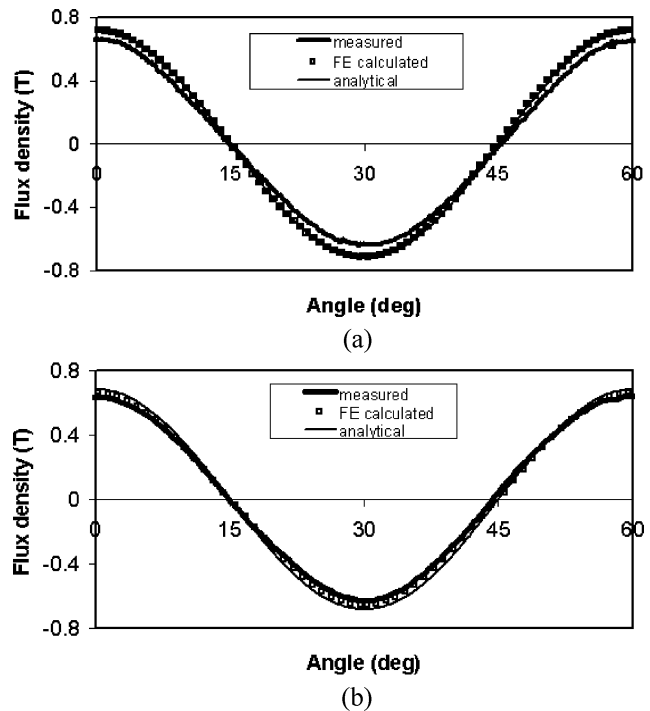 0.8
0.4
0
-0.4
-0.8
Flux density (T)
measured
FE calculated
analytical
0 15 30 45 60
Angle (deg)
(a)
0.8
0.4
0
-0.4
-0.8
Flux density (T)
measured
FE calculated
analytical
0 15 30 45 60
Angle (deg)
(b)